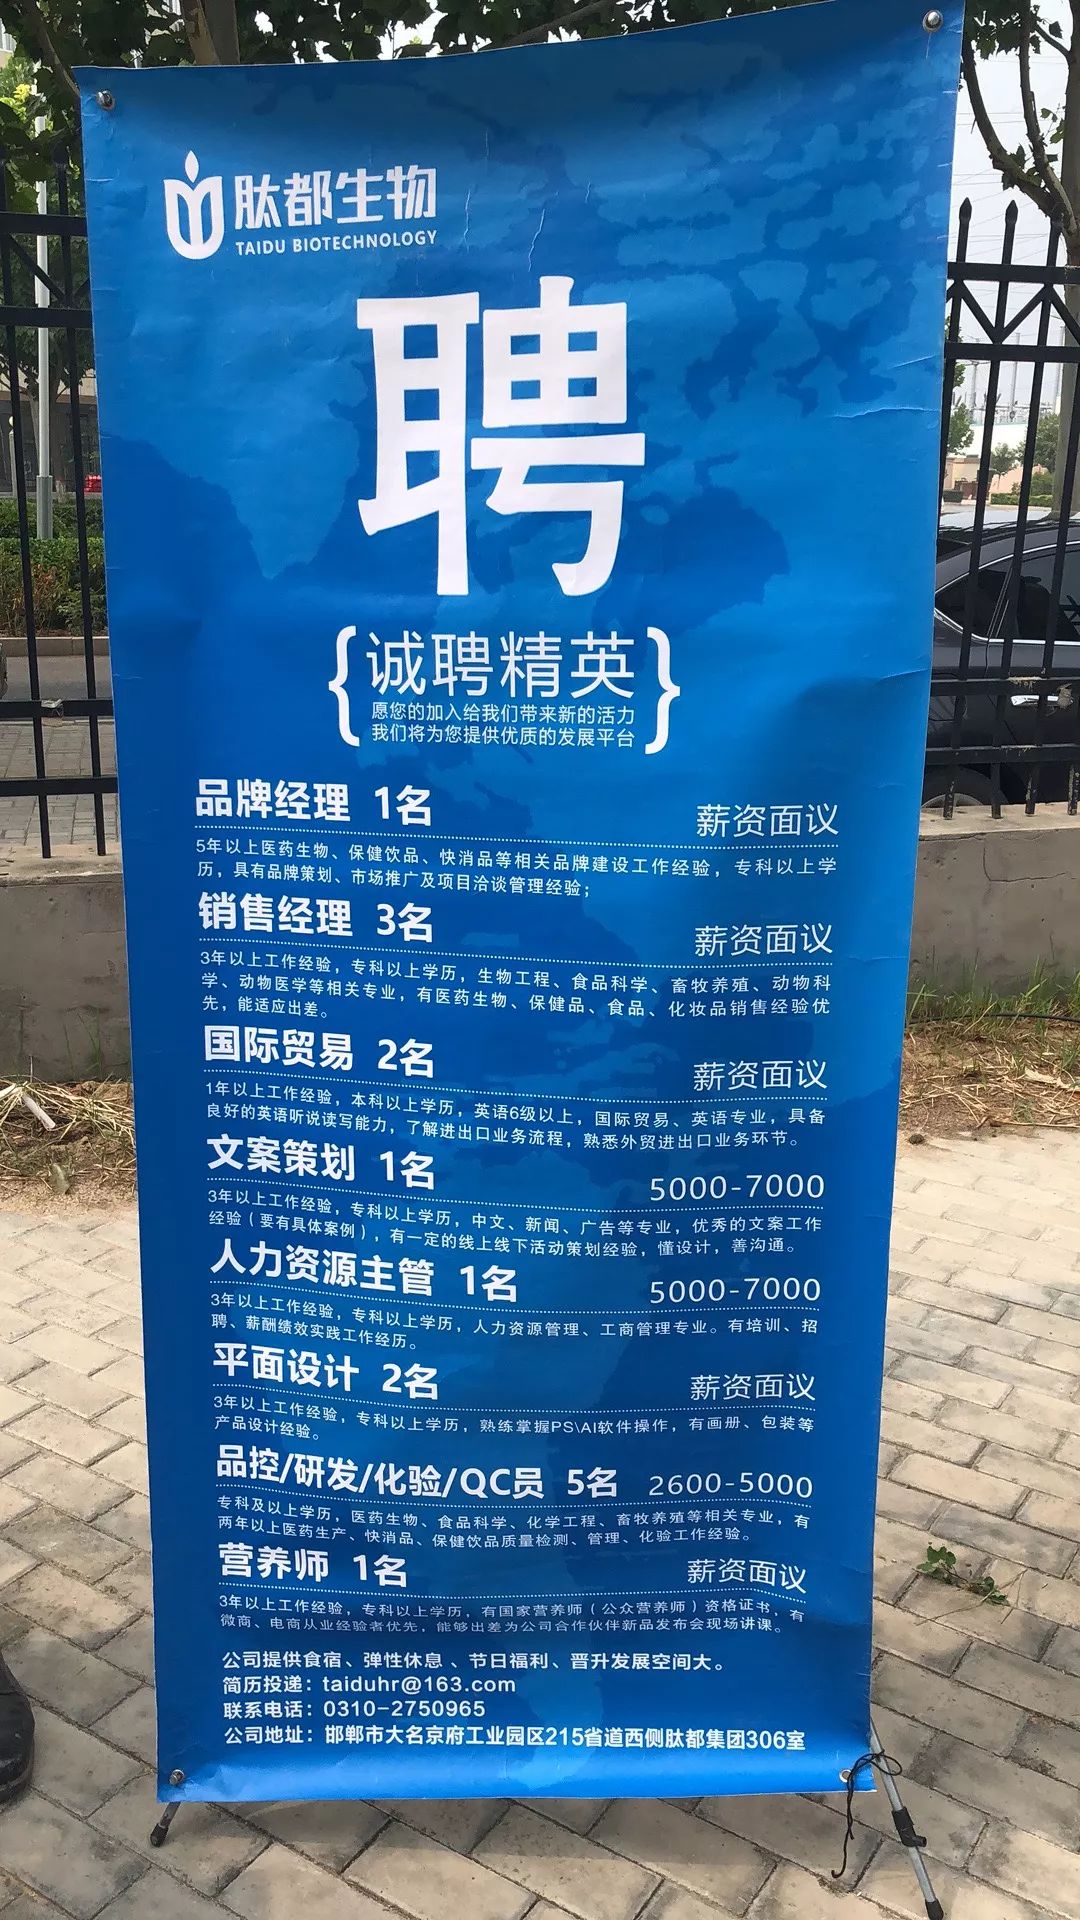 肽都生物
TAIDU BIOTECHNOLOGY
聘
{诚聘精英}
愿您的加入给我们带来新的活力
我们将为您提供优质的发展平台
品牌经理 1名 薪资面议
5年以上医药生物、保健饮品、快消品等相关品牌建设工作经验，专科以上学
历，具有品牌策划、市场推广及项目洽谈管理经验；
销售经理 3名 薪资面议
3年以上工作经验，专科以上学历，生物工程、食品科学、畜牧养殖、动物科
学、动物医学等相关专业，有医药生物、保健品、食品、化妆品销售经验优
先，能适应出差。
国际贸易 2名 薪资面议
1年以上工作经验，本科以上学历，英语6级以上，国际贸易、英语专业，具备
良好的英语听说读写能力，了解进出口业务流程，熟悉外贸进出口业务环节。
文案策划 1名 5000-7000
3年以上工作经验，专科以上学历，中文、新闻、广告等专业，优秀的文案工作
经验（要有具体案例），有一定的线上线下活动策划经验，懂设计，善沟通。
人力资源主管 1名 5000-7000
3年以上工作经验，专科以上学历，人力资源管理、工商管理专业。有培训、招
聘、薪酬绩效实践工作经历。
平面设计 2名 薪资面议
3年以上工作经验，专科以上学历，熟练掌握PS\AI软件操作，有画册、包装等
产品设计经验。
品控/研发/化验/QC员 5名 2600-5000
专科及以上学历，医药生物、食品科学、化学工程、畜牧养殖等相关专业，有
两年以上医药生产、快消品、保健饮品质量检测、管理、化验工作经验。
营养师 1名 薪资面议
3年以上工作经验，专科以上学历，有国家营养师（公众营养师）资格证书，有
微商、电商从业经验者优先，能够出差为公司合作伙伴新品发布会现场讲课。
公司提供食宿、弹性休息、节日福利、晋升发展空间大。
简历投递：taiduhr@163.com
联系电话：0310-2750965
公司地址：邯郸市大名京府工业园区215省道西侧肽都集团306室